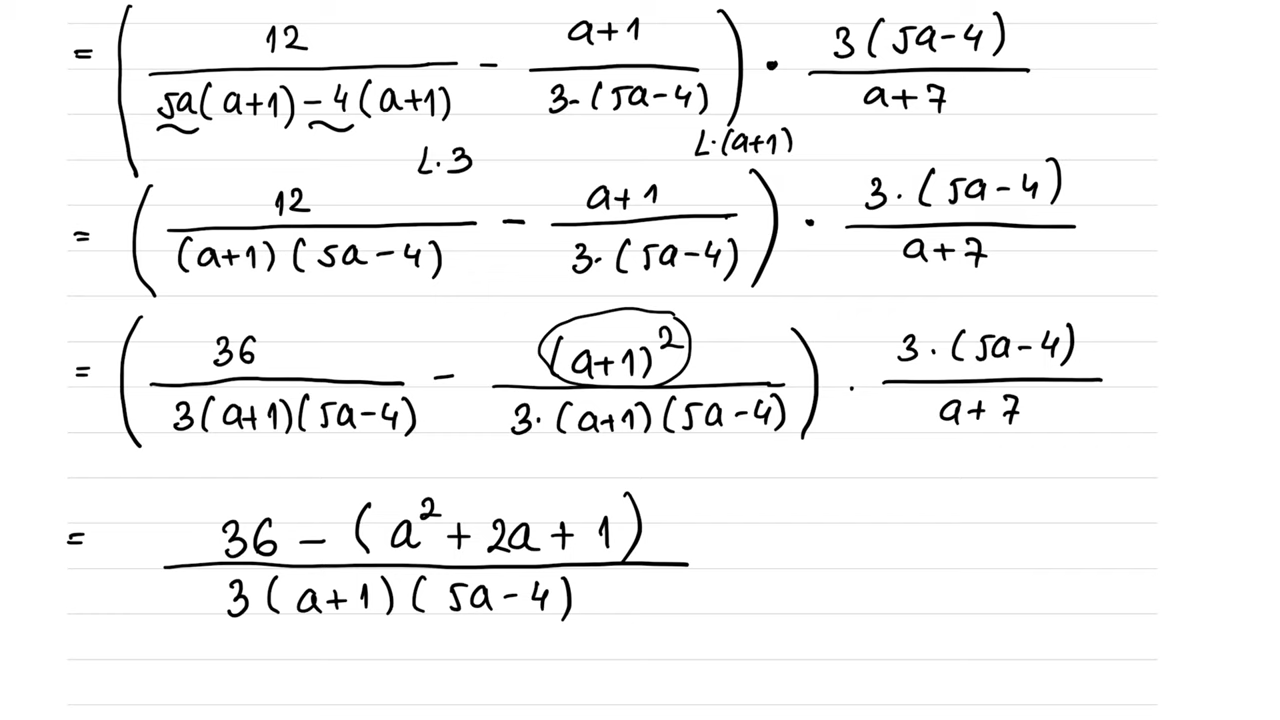 = ( 12 / (5a(a+1) - 4(a+1)) - (a+1) / (3·(5a-4)) ) · 3(5a-4) / (a+7)
L·3 L·(a+1)
= ( 12 / ((a+1)(5a-4)) - (a+1) / (3·(5a-4)) ) · 3·(5a-4) / (a+7)
= ( 36 / (3(a+1)(5a-4)) - (a+1)² / (3·(a+1)(5a-4)) ) · 3·(5a-4) / (a+7)
= (36 - (a² + 2a + 1)) / (3(a+1)(5a-4))